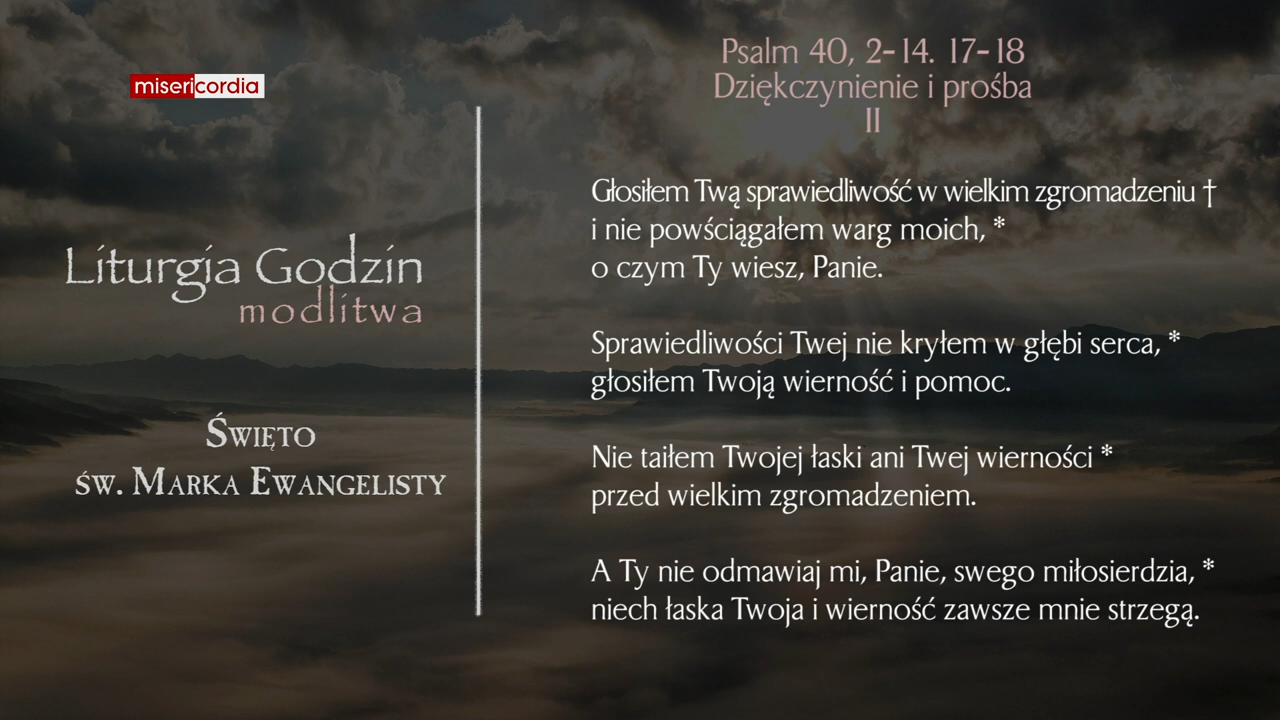 misericordia
Liturgia Godzin
modlitwa
Święto
św. Marka Ewangelisty
Psalm 40, 2-14. 17-18
Dziękczynienie i prośba
II
Głosiłem Twą sprawiedliwość w wielkim zgromadzeniu †
i nie powściągałem warg moich, *
o czym Ty wiesz, Panie.
Sprawiedliwości Twej nie kryłem w głębi serca, *
głosiłem Twoją wierność i pomoc.
Nie taiłem Twojej łaski ani Twej wierności *
przed wielkim zgromadzeniem.
A Ty nie odmawiaj mi, Panie, swego miłosierdzia, *
niech łaska Twoja i wierność zawsze mnie strzegą.